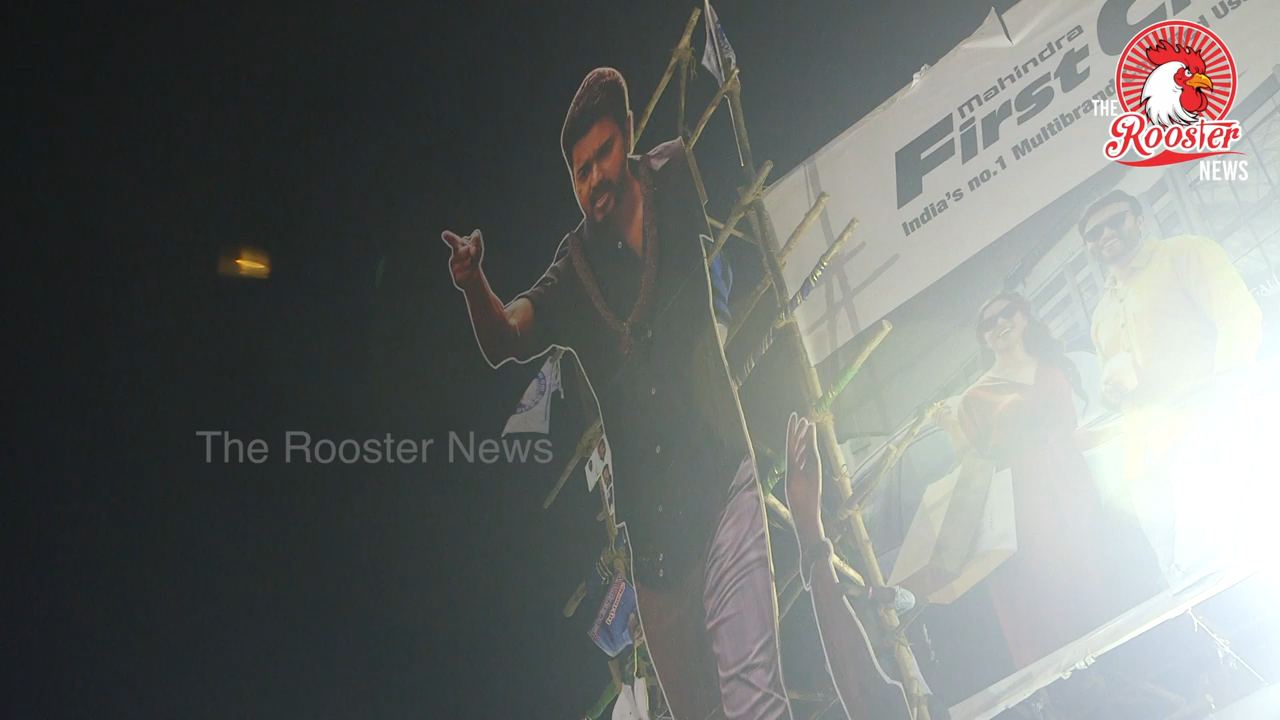 mahindra
First
India's no.1 Multibrand
THE
Rooster
NEWS
The Rooster News